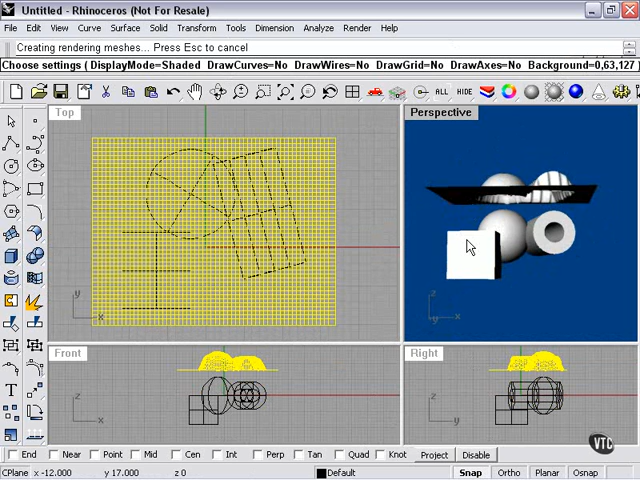 Untitled - Rhinoceros (Not For Resale)
File Edit View Curve Surface Solid Mesh Transform Tools Dimension Analyze Render Help
Creating rendering meshes... Press Esc to cancel
Choose settings ( DisplayMode=Shaded DrawCurves=No DrawWires=No DrawGrid=No DrawAxes=No Background=0,63,127
ALL HIDE
Top
Perspective
y
x
z
y x
Front
Right
z
x
z
y
T
VTC
End Near Point Mid Cen Int Perp Tan Quad Knot Project Disable
CPlane x -12.000 y 17.000 z 0 Default Snap Ortho Planar Osnap